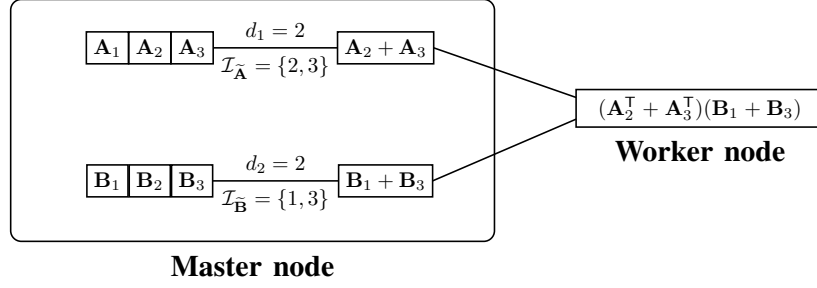 d₁ = 2
A₁ A₂ A₃ A₂ + A₃
𝓘_Ã = {2, 3}
(A₂ᵀ + A₃ᵀ)(B₁ + B₃)
Worker node
d₂ = 2
B₁ B₂ B₃ B₁ + B₃
𝓘_B̃ = {1, 3}
Master node